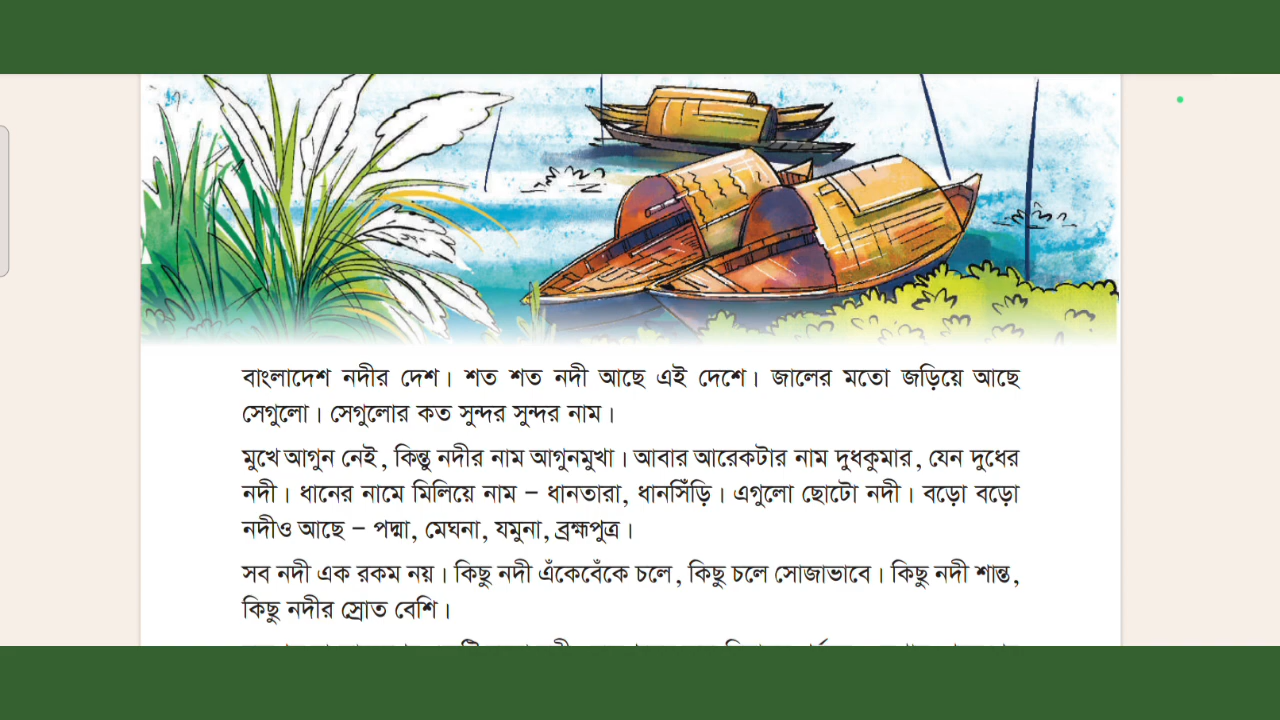 বাংলাদেশ নদীর দেশ। শত শত নদী আছে এই দেশে। জালের মতো জড়িয়ে আছে
সেগুলো। সেগুলোর কত সুন্দর সুন্দর নাম।
মুখে আগুন নেই, কিন্তু নদীর নাম আগুনমুখা। আবার আরেকটার নাম দুধকুমার, যেন দুধের
নদী। ধানের নামে মিলিয়ে নাম – ধানতারা, ধানসিঁড়ি। এগুলো ছোটো নদী। বড়ো বড়ো
নদীও আছে – পদ্মা, মেঘনা, যমুনা, ব্রহ্মপুত্র।
সব নদী এক রকম নয়। কিছু নদী এঁকেবেঁকে চলে, কিছু চলে সোজাভাবে। কিছু নদী শান্ত,
কিছু নদীর স্রোত বেশি।